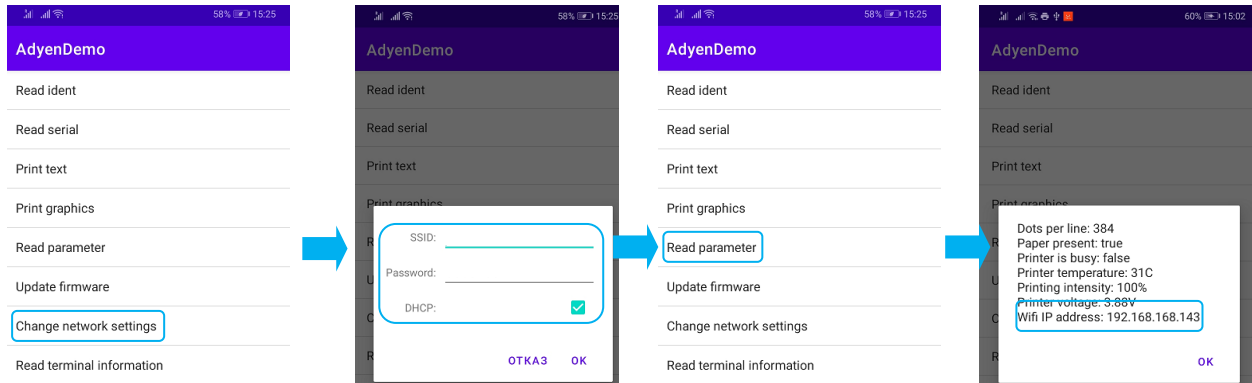 58% 15:25
AdyenDemo
Read ident
Read serial
Print text
Print graphics
Read parameter
Update firmware
Change network settings
Read terminal information
58% 15:25
AdyenDemo
Read ident
Read serial
Print text
Print graphics
R
SSID:
Password:
U
DHCP:
C
R
ОТКАЗ OK
58% 15:25
AdyenDemo
Read ident
Read serial
Print text
Print graphics
Read parameter
Update firmware
Change network settings
Read terminal information
60% 15:02
AdyenDemo
Read ident
Read serial
Print text
Print graphics
Dots per line: 384
Paper present: true
R
Printer is busy: false
Printer temperature: 31C
U
Printing intensity: 100%
Printer voltage: 3.88V
C
Wifi IP address: 192.168.168.143
R
OK